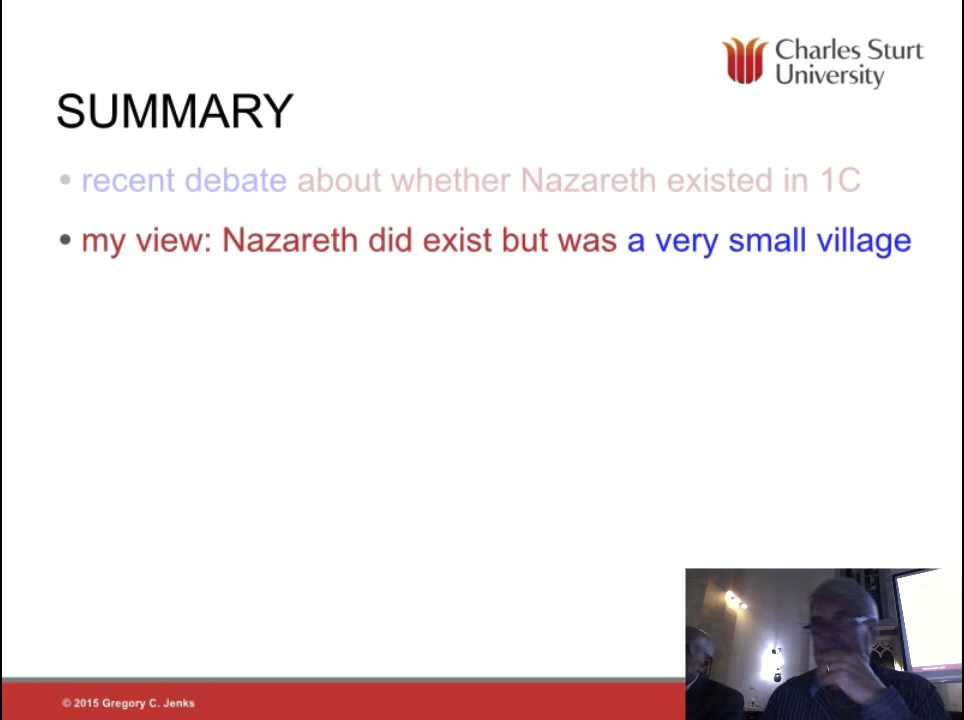 Charles Sturt
University
SUMMARY
• recent debate about whether Nazareth existed in 1C
• my view: Nazareth did exist but was a very small village
© 2015 Gregory C. Jenks